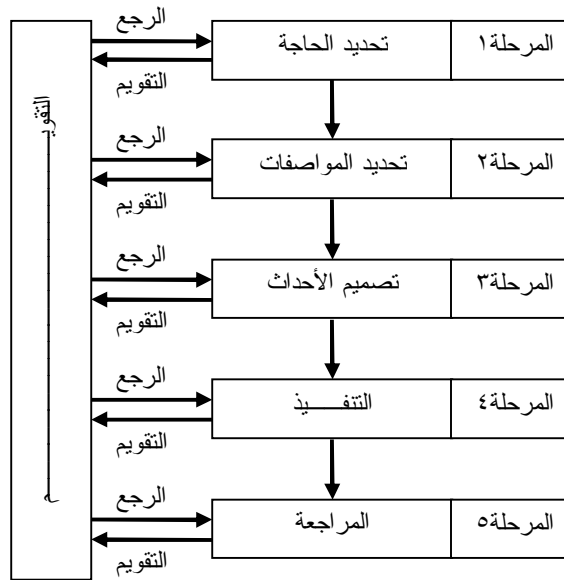 الرجع
المرحلة١ تحديد الحاجة
التقويم
الرجع
المرحلة٢ تحديد المواصفات
التقويم
الرجع
المرحلة٣ تصميم الأحداث
التقويم
الرجع
المرحلة٤ التنفـــــيذ
التقويم
الرجع
المرحلة٥ المراجعة
التقويم
التقويـــــــــــــــــــــــــــــــــم